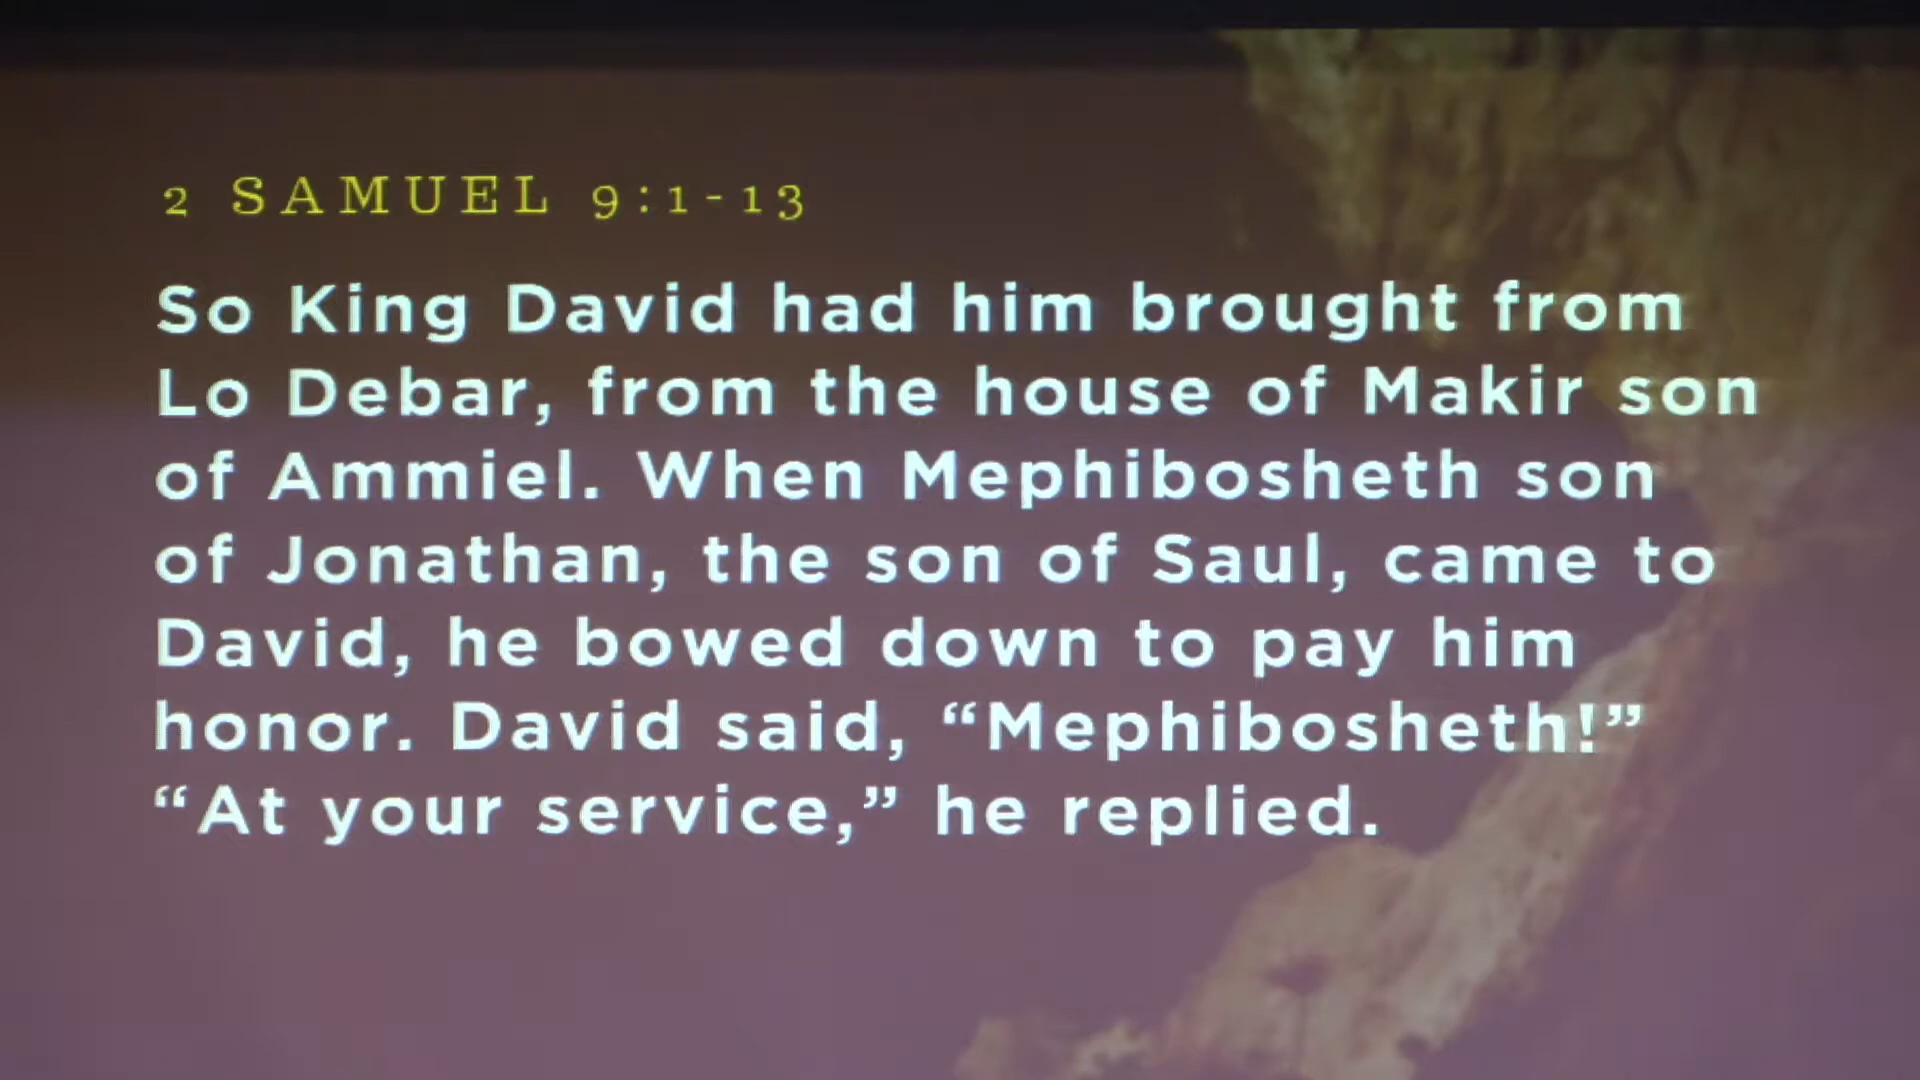 2 SAMUEL 9:1-13
So King David had him brought from
Lo Debar, from the house of Makir son
of Ammiel. When Mephibosheth son
of Jonathan, the son of Saul, came to
David, he bowed down to pay him
honor. David said, “Mephibosheth!”
“At your service,” he replied.